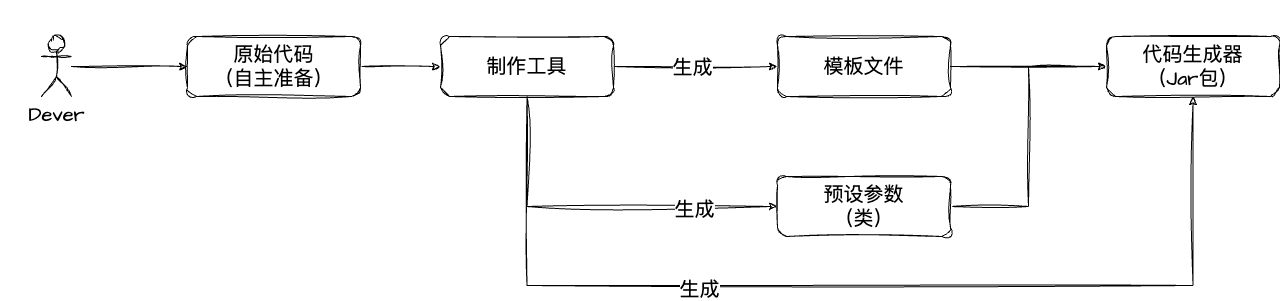 原始代码
（自主准备）
制作工具
生成
模板文件
代码生成器
（Jar包）
Dever
预设参数
（类）
生成
生成